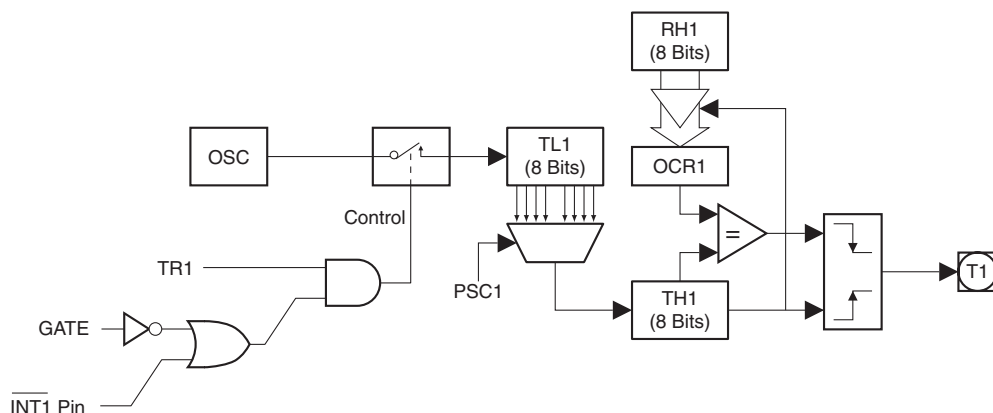 RH1
(8 Bits)
OSC
TL1
(8 Bits)
OCR1
Control
=
TR1
PSC1
T1
TH1
(8 Bits)
GATE
INT1 Pin